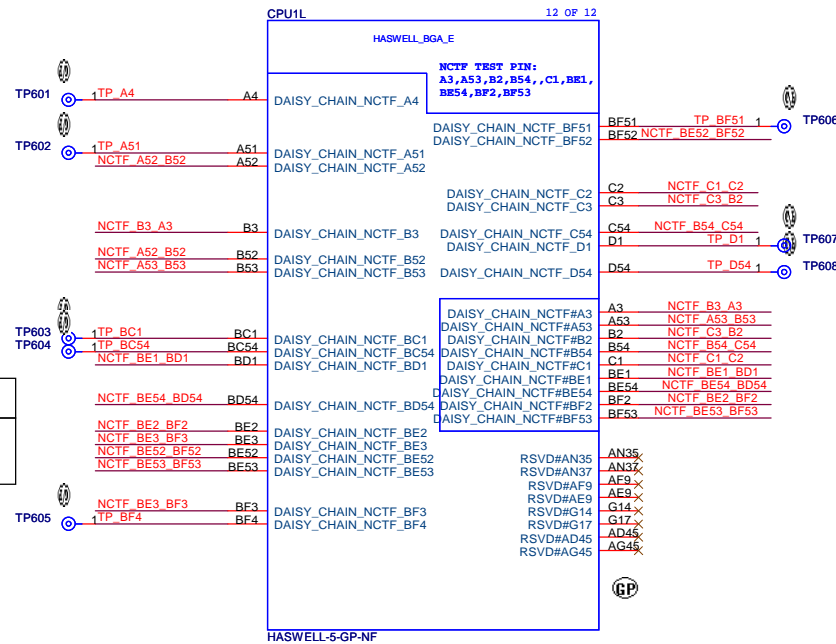 CPU1L
12 OF 12
HASWELL_BGA_E
NCTF TEST PIN:
A3,A53,B2,B54,,C1,BE1,
BE54,BF2,BF53
TP601 1 TP_A4 A4 DAISY_CHAIN_NCTF_A4
TP602 1 TP_A51 A51 DAISY_CHAIN_NCTF_A51
NCTF_A52_B52 A52 DAISY_CHAIN_NCTF_A52
NCTF_B3_A3 B3 DAISY_CHAIN_NCTF_B3
NCTF_A52_B52 B52 DAISY_CHAIN_NCTF_B52
NCTF_A53_B53 B53 DAISY_CHAIN_NCTF_B53
TP603 1 TP_BC1 BC1 DAISY_CHAIN_NCTF_BC1
TP604 1 TP_BC54 BC54 DAISY_CHAIN_NCTF_BC54
NCTF_BE1_BD1 BD1 DAISY_CHAIN_NCTF_BD1
NCTF_BE54_BD54 BD54 DAISY_CHAIN_NCTF_BD54
NCTF_BE2_BF2 BE2 DAISY_CHAIN_NCTF_BE2
NCTF_BE3_BF3 BE3 DAISY_CHAIN_NCTF_BE3
NCTF_BE52_BF52 BE52 DAISY_CHAIN_NCTF_BE52
NCTF_BE53_BF53 BE53 DAISY_CHAIN_NCTF_BE53
NCTF_BE3_BF3 BF3 DAISY_CHAIN_NCTF_BF3
TP605 1 TP_BF4 BF4 DAISY_CHAIN_NCTF_BF4
DAISY_CHAIN_NCTF_BF51 BF51 TP_BF51 1 TP606
DAISY_CHAIN_NCTF_BF52 BF52 NCTF_BE52_BF52
DAISY_CHAIN_NCTF_C2 C2 NCTF_C1_C2
DAISY_CHAIN_NCTF_C3 C3 NCTF_C3_B2
DAISY_CHAIN_NCTF_C54 C54 NCTF_B54_C54
DAISY_CHAIN_NCTF_D1 D1 TP_D1 1 TP607
DAISY_CHAIN_NCTF_D54 D54 TP_D54 1 TP608
DAISY_CHAIN_NCTF#A3 A3 NCTF_B3_A3
DAISY_CHAIN_NCTF#A53 A53 NCTF_A53_B53
DAISY_CHAIN_NCTF#B2 B2 NCTF_C3_B2
DAISY_CHAIN_NCTF#B54 B54 NCTF_B54_C54
DAISY_CHAIN_NCTF#C1 C1 NCTF_C1_C2
DAISY_CHAIN_NCTF#BE1 BE1 NCTF_BE1_BD1
DAISY_CHAIN_NCTF#BE54 BE54 NCTF_BE54_BD54
DAISY_CHAIN_NCTF#BF2 BF2 NCTF_BE2_BF2
DAISY_CHAIN_NCTF#BF53 BF53 NCTF_BE53_BF53
RSVD#AN35 AN35
RSVD#AN37 AN37
RSVD#AF9 AF9
RSVD#AE9 AE9
RSVD#G14 G14
RSVD#G17 G17
RSVD#AD45 AD45
RSVD#AG45 AG45
GP
HASWELL-5-GP-NF